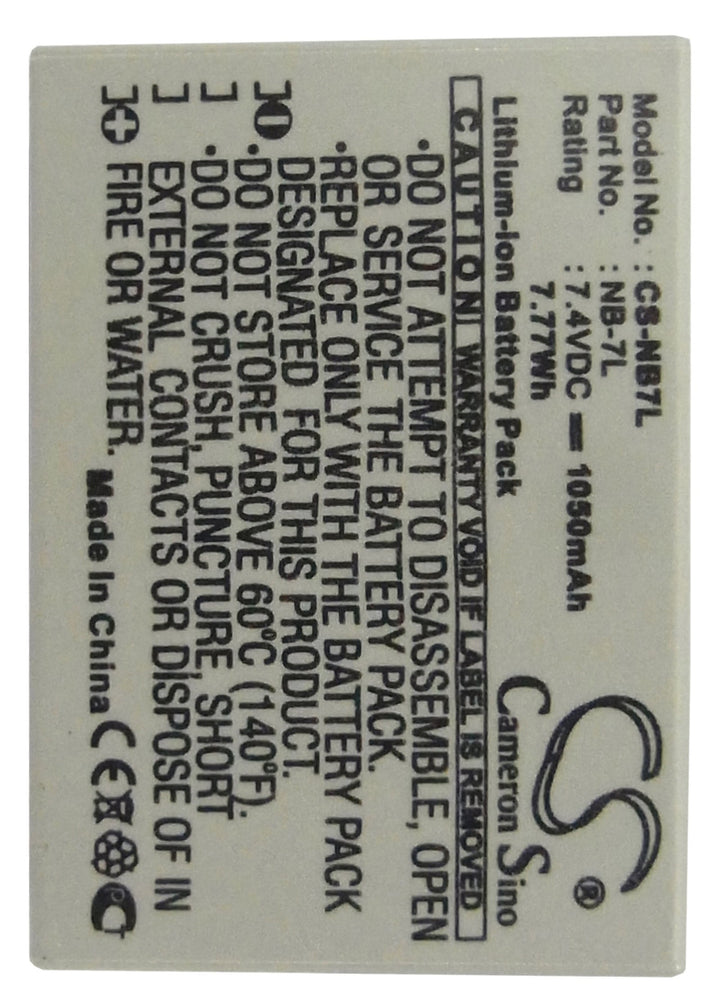 Model No. : CS-NB7L
Part No. : NB-7L
Rating : 7.4VDC ⎓ 1050mAh
7.77Wh
Lithium-Ion Battery Pack
CS®
Cameron Sino
CAUTION! WARRANTY VOID IF LABEL IS REMOVED
•DO NOT ATTEMPT TO DISASSEMBLE, OPEN
OR SERVICE THE BATTERY PACK.
•REPLACE ONLY WITH THE BATTERY PACK
DESIGNATED FOR THIS PRODUCT.
•DO NOT STORE ABOVE 60°C (140°F).
•DO NOT CRUSH, PUNCTURE, SHORT
EXTERNAL CONTACTS OR DISPOSE OF IN
FIRE OR WATER.
Made In China CE